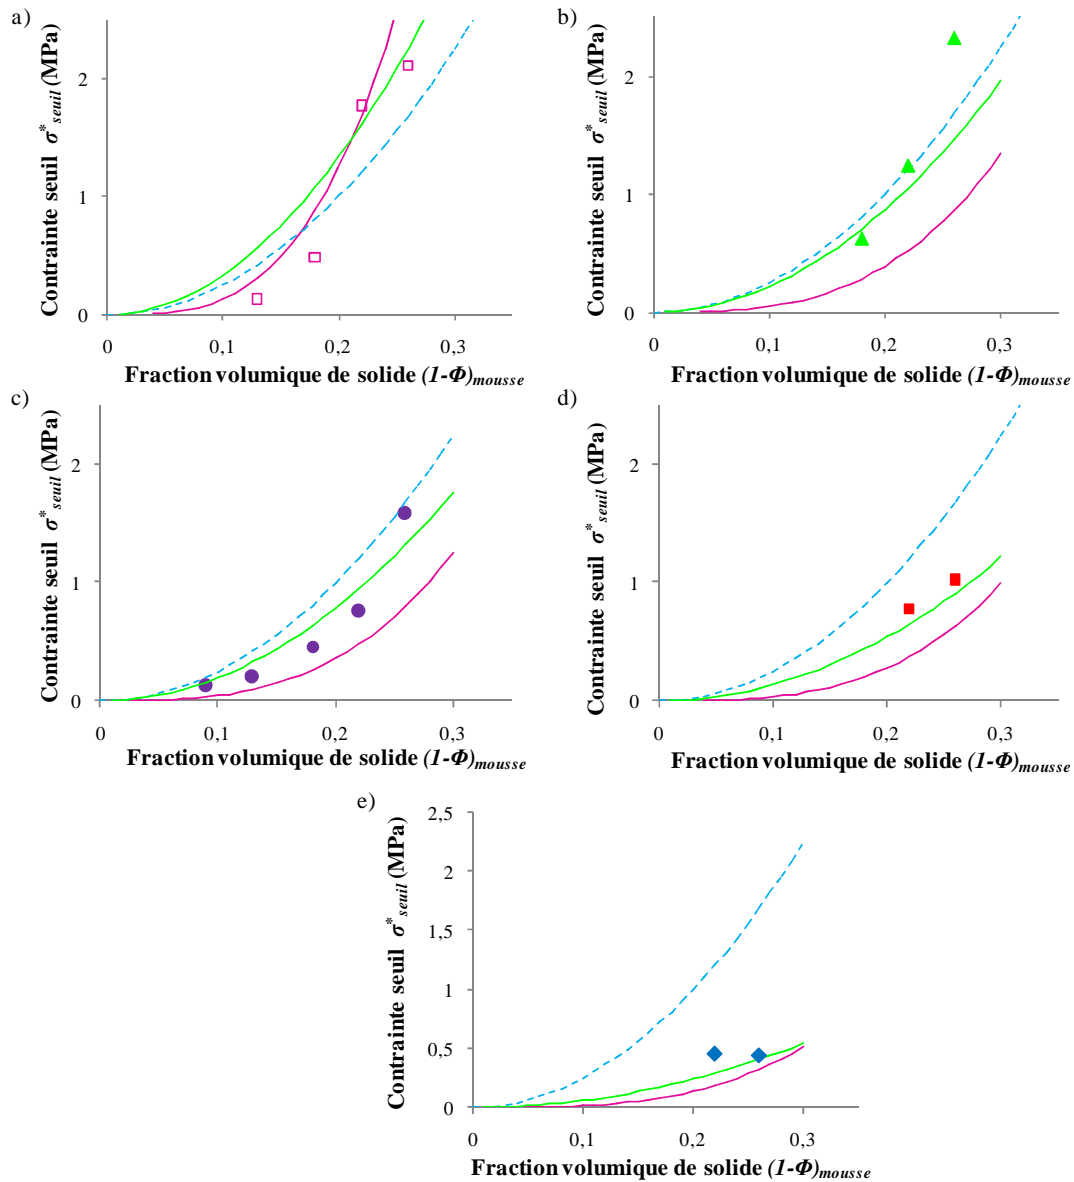 a)
Contrainte seuil σ*seuil (MPa)
2
1
0
0 0,1 0,2 0,3
Fraction volumique de solide (1-Φ)mousse
b)
Contrainte seuil σ*seuil (MPa)
2
1
0
0 0,1 0,2 0,3
Fraction volumique de solide (1-Φ)mousse
c)
Contrainte seuil σ*seuil (MPa)
2
1
0
0 0,1 0,2 0,3
Fraction volumique de solide (1-Φ)mousse
d)
Contrainte seuil σ*seuil (MPa)
2
1
0
0 0,1 0,2 0,3
Fraction volumique de solide (1-Φ)mousse
e)
Contrainte seuil σ*seuil (MPa)
2,5
2
1,5
1
0,5
0
0 0,1 0,2 0,3
Fraction volumique de solide (1-Φ)mousse